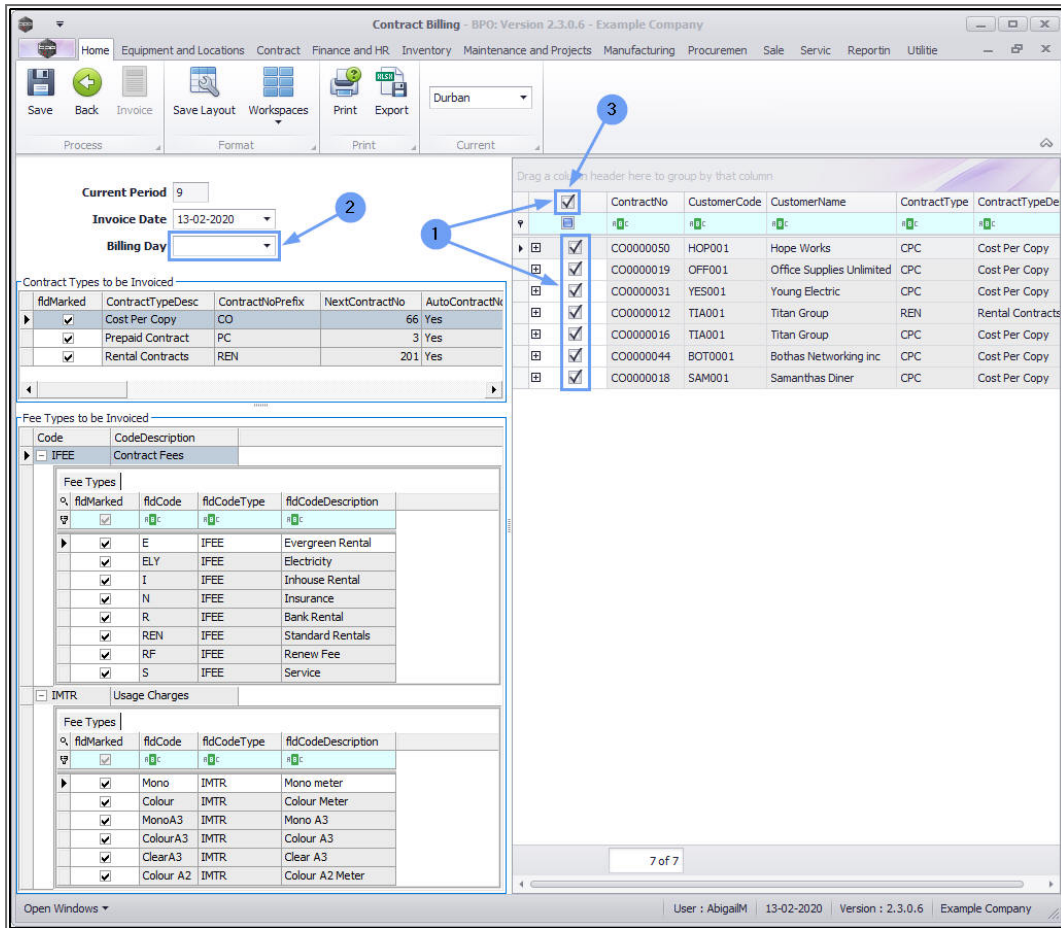 Contract Billing - BPO: Version 2.3.0.6 - Example Company
Home Equipment and Locations Contract Finance and HR Inventory Maintenance and Projects Manufacturing Procuremen Sale Servic Reportin Utilitie
Save Back Invoice Save Layout Workspaces Print Export Durban
Process Format Print Current
3
Current Period 9
Invoice Date 13-02-2020
Billing Day
2
1
Contract Types to be Invoiced
fldMarked ContractTypeDesc ContractNoPrefix NextContractNo AutoContractNo
Cost Per Copy CO 66 Yes
Prepaid Contract PC 3 Yes
Rental Contracts REN 201 Yes
Fee Types to be Invoiced
Code CodeDescription
IFEE Contract Fees
Fee Types
fldMarked fldCode fldCodeType fldCodeDescription
E IFEE Evergreen Rental
ELY IFEE Electricity
I IFEE Inhouse Rental
N IFEE Insurance
R IFEE Bank Rental
REN IFEE Standard Rentals
RF IFEE Renew Fee
S IFEE Service
IMTR Usage Charges
Fee Types
fldMarked fldCode fldCodeType fldCodeDescription
Mono IMTR Mono meter
Colour IMTR Colour Meter
MonoA3 IMTR Mono A3
ColourA3 IMTR Colour A3
ClearA3 IMTR Clear A3
Colour A2 IMTR Colour A2 Meter
Drag a column header here to group by that column
ContractNo CustomerCode CustomerName ContractType ContractTypeDe
CO0000050 HOP001 Hope Works CPC Cost Per Copy
CO0000019 OFF001 Office Supplies Unlimited CPC Cost Per Copy
CO0000031 YES001 Young Electric CPC Cost Per Copy
CO0000012 TIA001 Titan Group REN Rental Contracts
CO0000016 TIA001 Titan Group CPC Cost Per Copy
CO0000044 BOT0001 Bothas Networking inc CPC Cost Per Copy
CO0000018 SAM001 Samanthas Diner CPC Cost Per Copy
7 of 7
Open Windows User : AbigailM 13-02-2020 Version : 2.3.0.6 Example Company